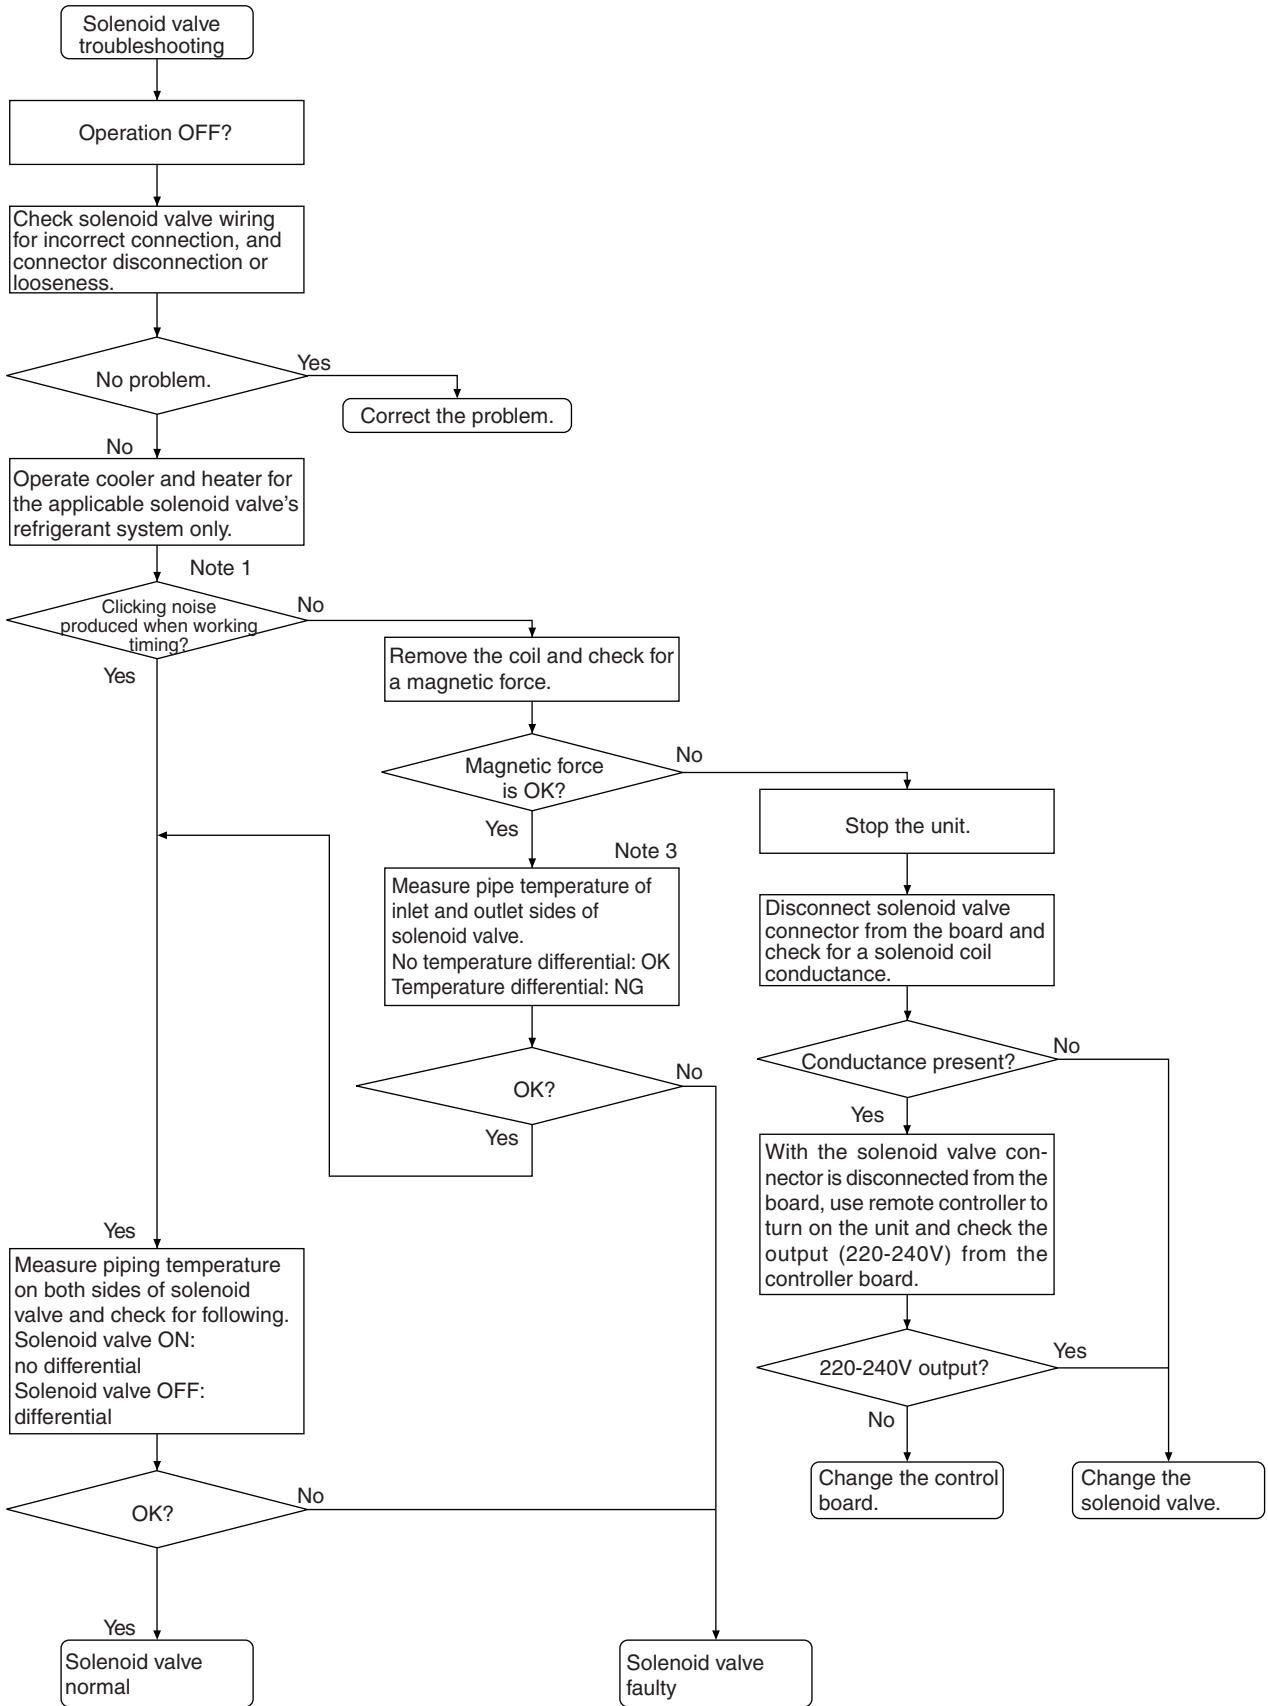 Solenoid valve
troubleshooting
Operation OFF?
Check solenoid valve wiring
for incorrect connection, and
connector disconnection or
looseness.
No problem.
Yes
Correct the problem.
No
Operate cooler and heater for
the applicable solenoid valve's
refrigerant system only.
Note 1
Clicking noise
produced when working
timing?
No
Yes
Remove the coil and check for
a magnetic force.
Magnetic force
is OK?
No
Yes
Stop the unit.
Note 3
Measure pipe temperature of
inlet and outlet sides of
solenoid valve.
No temperature differential: OK
Temperature differential: NG
Disconnect solenoid valve
connector from the board and
check for a solenoid coil
conductance.
OK?
No
Yes
Conductance present?
No
Yes
With the solenoid valve con-
nector is disconnected from the
board, use remote controller to
turn on the unit and check the
output (220-240V) from the
controller board.
Yes
Measure piping temperature
on both sides of solenoid
valve and check for following.
Solenoid valve ON:
no differential
Solenoid valve OFF:
differential
220-240V output?
Yes
No
Change the control
board.
Change the
solenoid valve.
OK?
No
Yes
Solenoid valve
normal
Solenoid valve
faulty